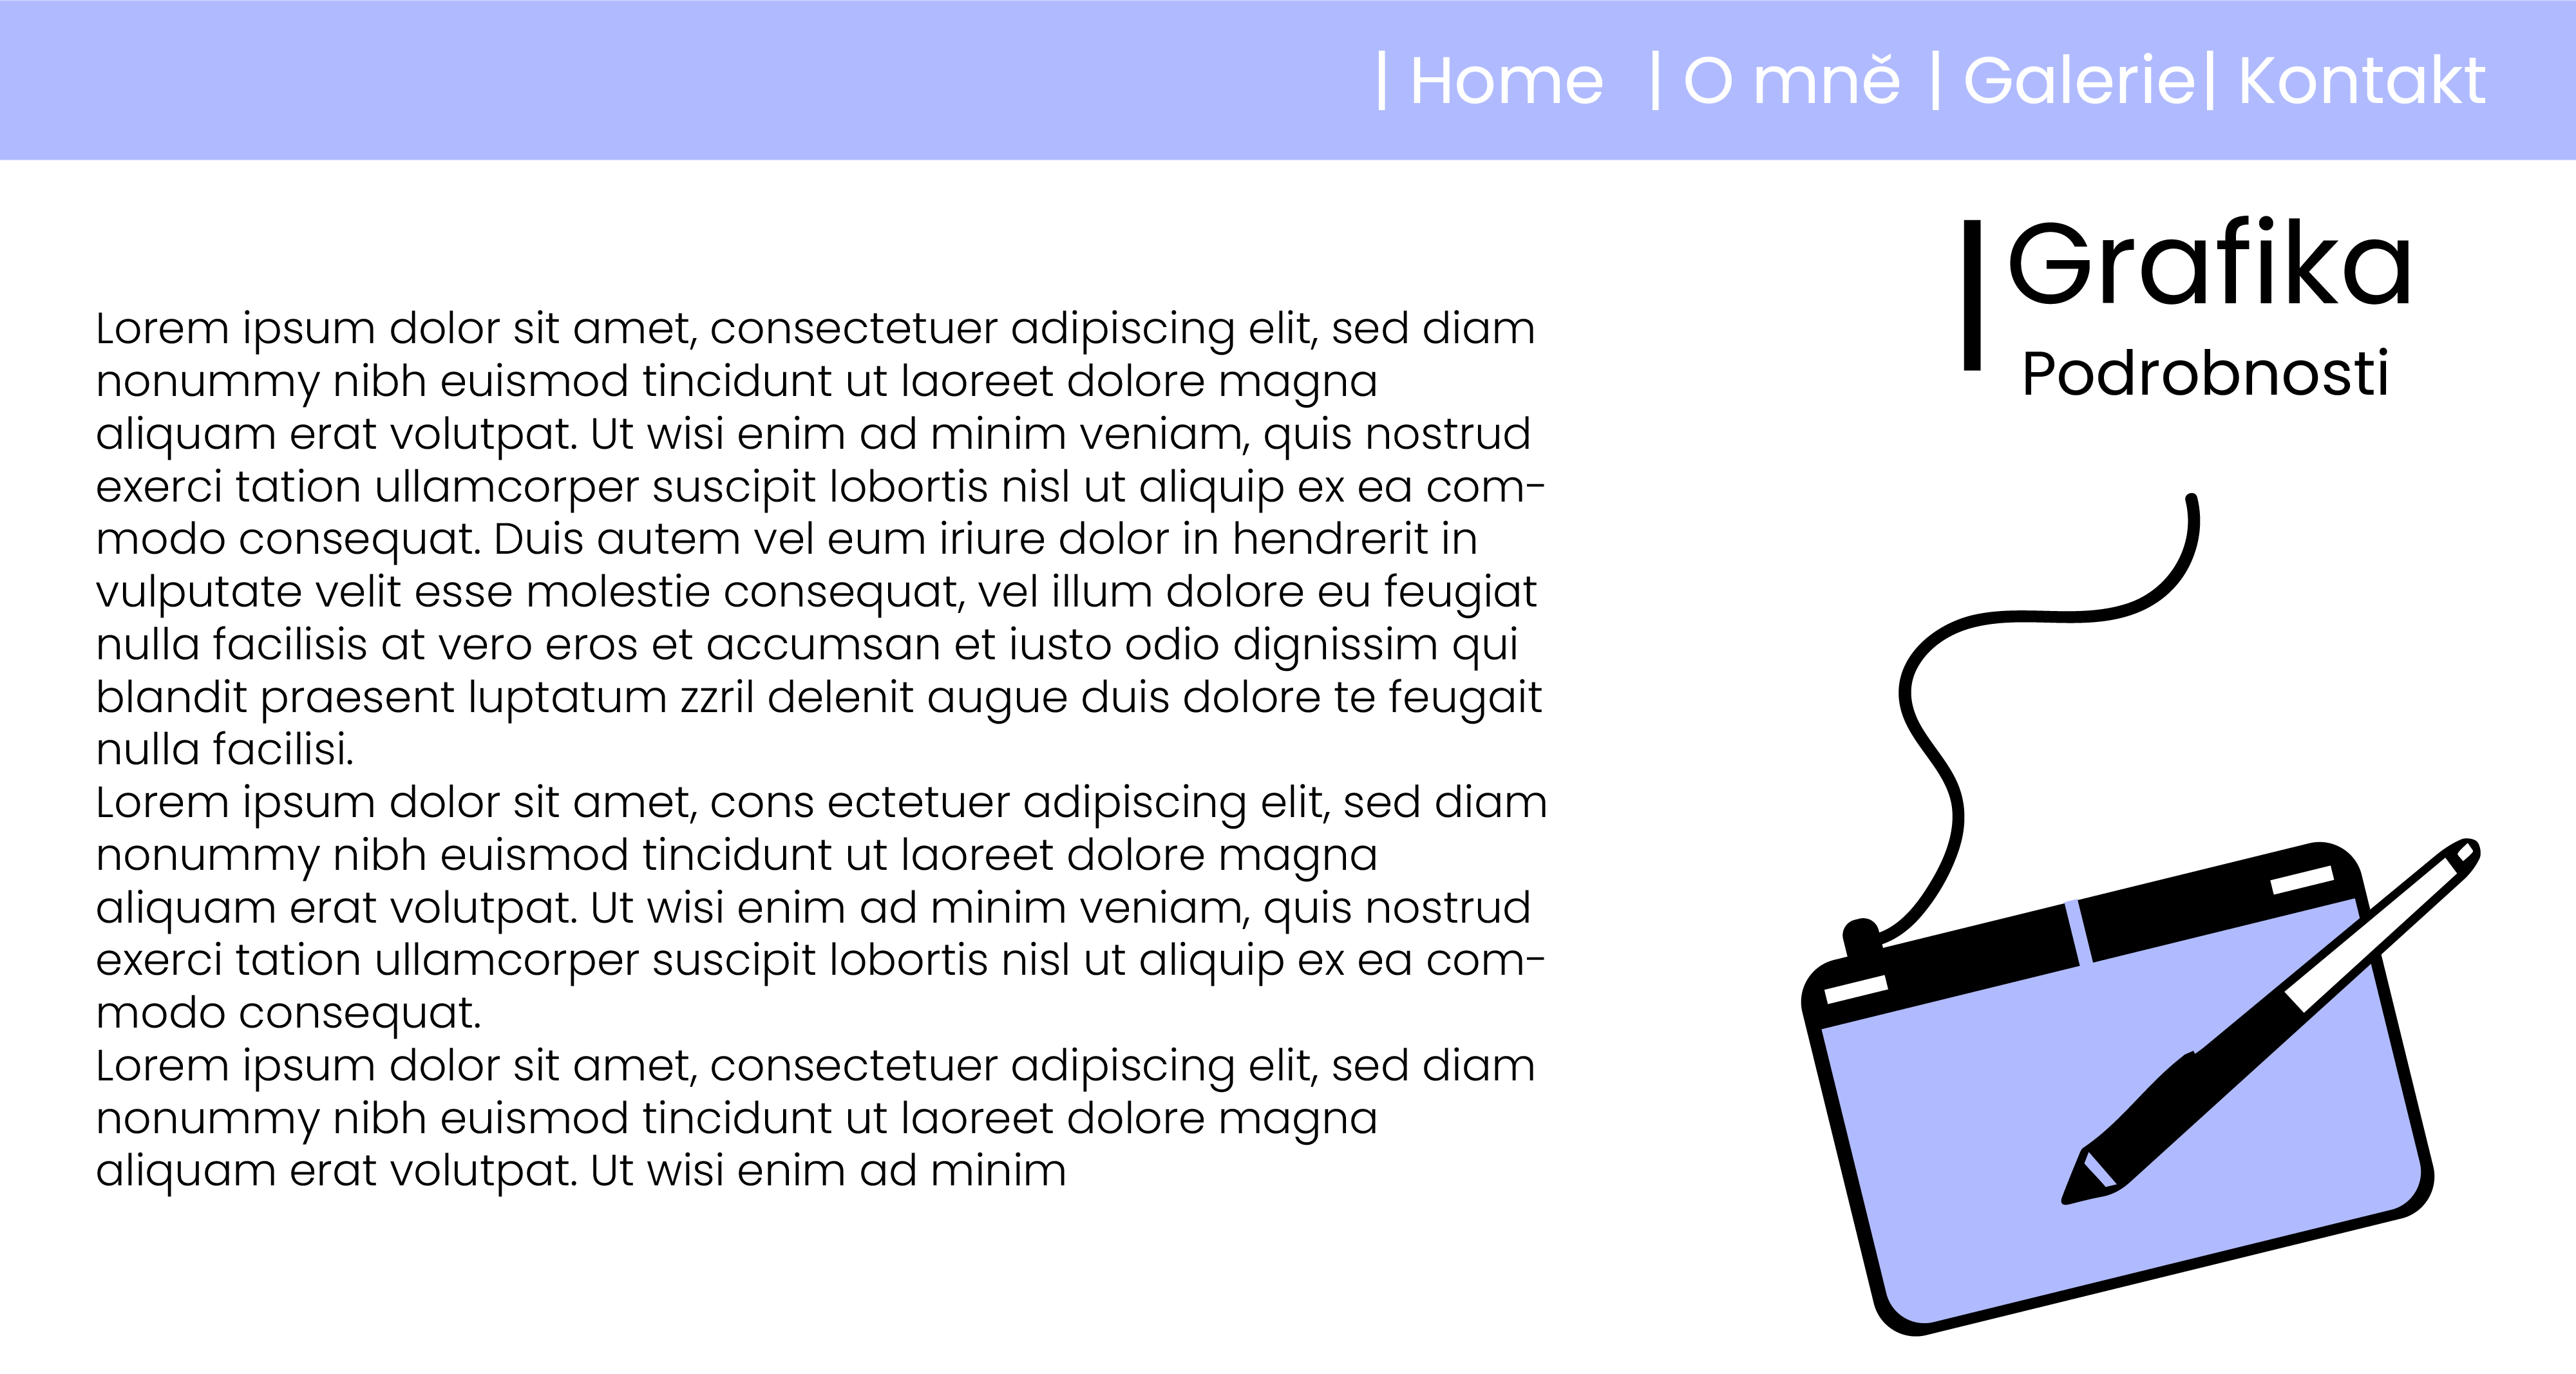 | Home | O mně | Galerie | Kontakt
Grafika
Podrobnosti
Lorem ipsum dolor sit amet, consectetuer adipiscing elit, sed diam
nonummy nibh euismod tincidunt ut laoreet dolore magna
aliquam erat volutpat. Ut wisi enim ad minim veniam, quis nostrud
exerci tation ullamcorper suscipit lobortis nisl ut aliquip ex ea com-
modo consequat. Duis autem vel eum iriure dolor in hendrerit in
vulputate velit esse molestie consequat, vel illum dolore eu feugiat
nulla facilisis at vero eros et accumsan et iusto odio dignissim qui
blandit praesent luptatum zzril delenit augue duis dolore te feugait
nulla facilisi.
Lorem ipsum dolor sit amet, cons ectetuer adipiscing elit, sed diam
nonummy nibh euismod tincidunt ut laoreet dolore magna
aliquam erat volutpat. Ut wisi enim ad minim veniam, quis nostrud
exerci tation ullamcorper suscipit lobortis nisl ut aliquip ex ea com-
modo consequat.
Lorem ipsum dolor sit amet, consectetuer adipiscing elit, sed diam
nonummy nibh euismod tincidunt ut laoreet dolore magna
aliquam erat volutpat. Ut wisi enim ad minim